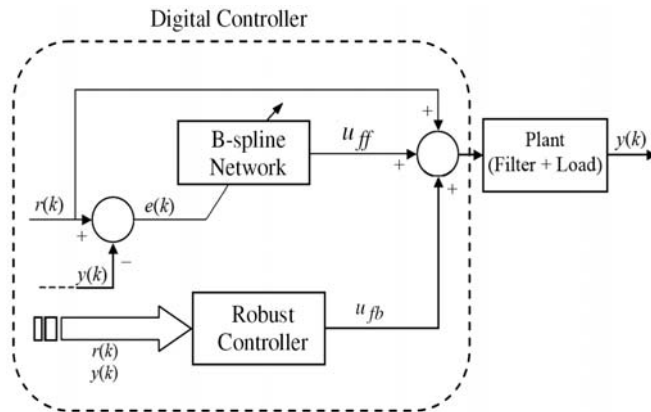 Digital Controller
B-spline
Network
u ff
+
+
+
Plant
(Filter + Load)
y(k)
r(k)
+
e(k)
−
y(k)
Robust
Controller
u fb
r(k)
y(k)